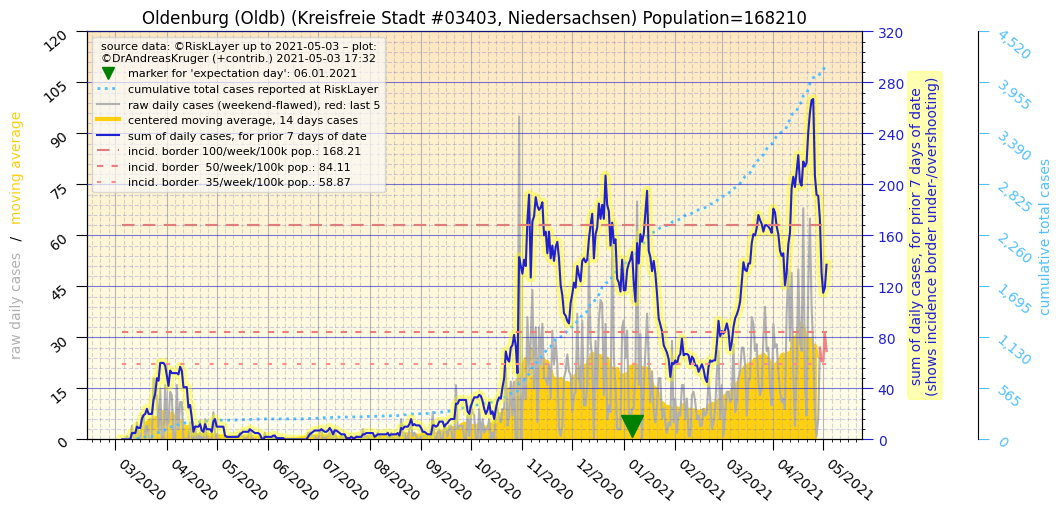 Oldenburg (Oldb) (Kreisfreie Stadt #03403, Niedersachsen) Population=168210
source data: ©RiskLayer up to 2021-05-03 – plot:
©DrAndreasKruger (+contrib.) 2021-05-03 17:32
marker for 'expectation day': 06.01.2021
cumulative total cases reported at RiskLayer
raw daily cases (weekend-flawed), red: last 5
centered moving average, 14 days cases
sum of daily cases, for prior 7 days of date
incid. border 100/week/100k pop.: 168.21
incid. border  50/week/100k pop.: 84.11
incid. border  35/week/100k pop.: 58.87
raw daily cases / moving average
120
105
90
75
60
45
30
15
0
03/2020
04/2020
05/2020
06/2020
07/2020
08/2020
09/2020
10/2020
11/2020
12/2020
01/2021
02/2021
03/2021
04/2021
05/2021
320
280
240
200
160
120
80
40
0
sum of daily cases, for prior 7 days of date
(shows incidence border under-/overshooting)
4,520
3,955
3,390
2,825
2,260
1,695
1,130
565
0
cumulative total cases